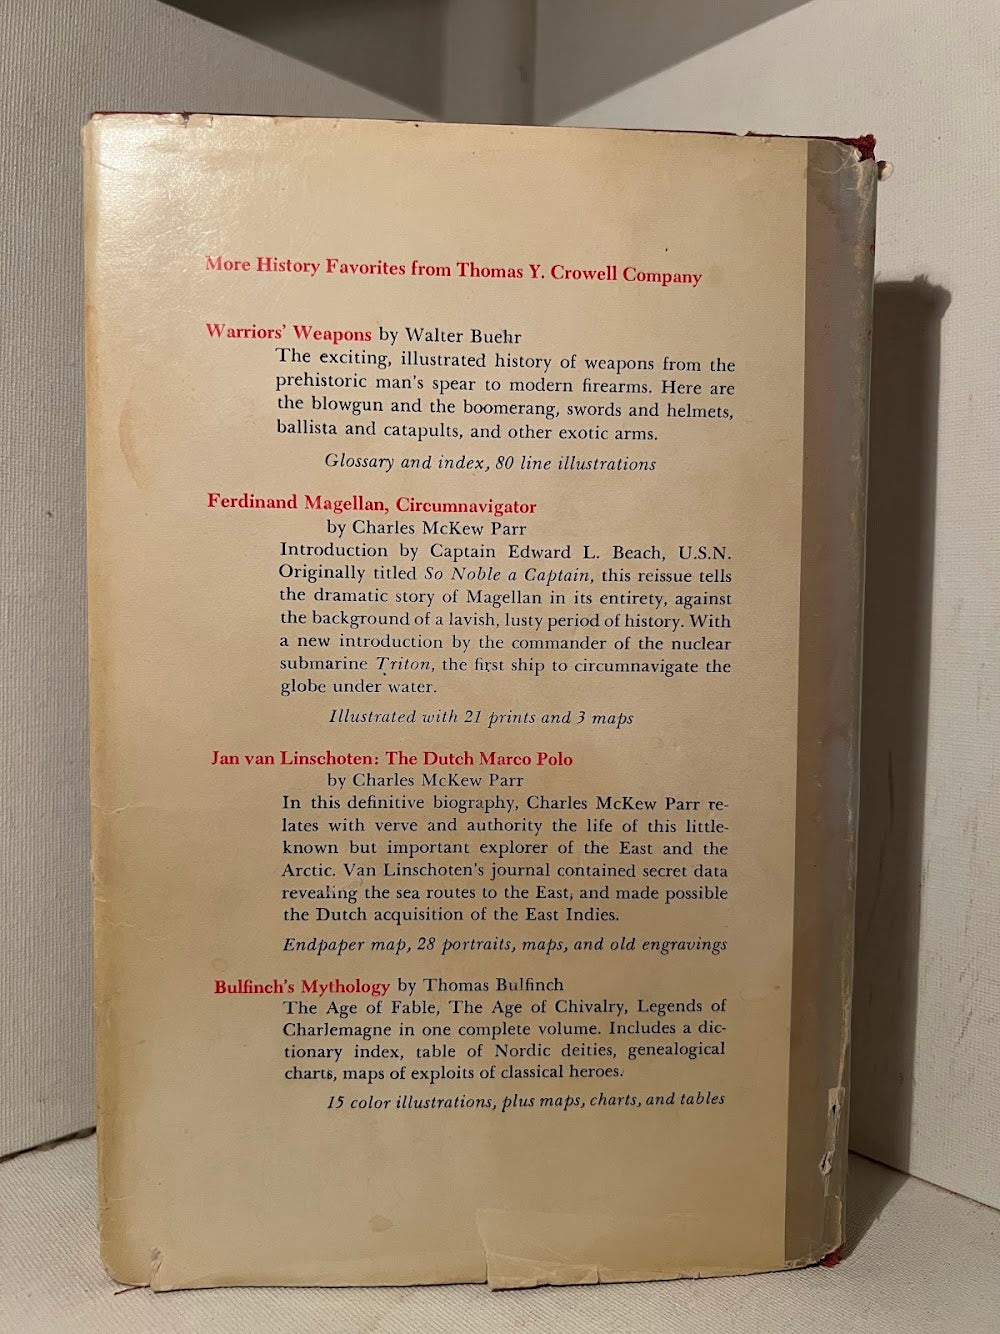 More History Favorites from Thomas Y. Crowell Company
Warriors' Weapons by Walter Buehr
The exciting, illustrated history of weapons from the
prehistoric man's spear to modern firearms. Here are
the blowgun and the boomerang, swords and helmets,
ballista and catapults, and other exotic arms.
Glossary and index, 80 line illustrations
Ferdinand Magellan, Circumnavigator
by Charles McKew Parr
Introduction by Captain Edward L. Beach, U.S.N.
Originally titled So Noble a Captain, this reissue tells
the dramatic story of Magellan in its entirety, against
the background of a lavish, lusty period of history. With
a new introduction by the commander of the nuclear
submarine Triton, the first ship to circumnavigate the
globe under water.
Illustrated with 21 prints and 3 maps
Jan van Linschoten: The Dutch Marco Polo
by Charles McKew Parr
In this definitive biography, Charles McKew Parr re-
lates with verve and authority the life of this little-
known but important explorer of the East and the
Arctic. Van Linschoten's journal contained secret data
revealing the sea routes to the East, and made possible
the Dutch acquisition of the East Indies.
Endpaper map, 28 portraits, maps, and old engravings
Bulfinch's Mythology by Thomas Bulfinch
The Age of Fable, The Age of Chivalry, Legends of
Charlemagne in one complete volume. Includes a dic-
tionary index, table of Nordic deities, genealogical
charts, maps of exploits of classical heroes.
15 color illustrations, plus maps, charts, and tables